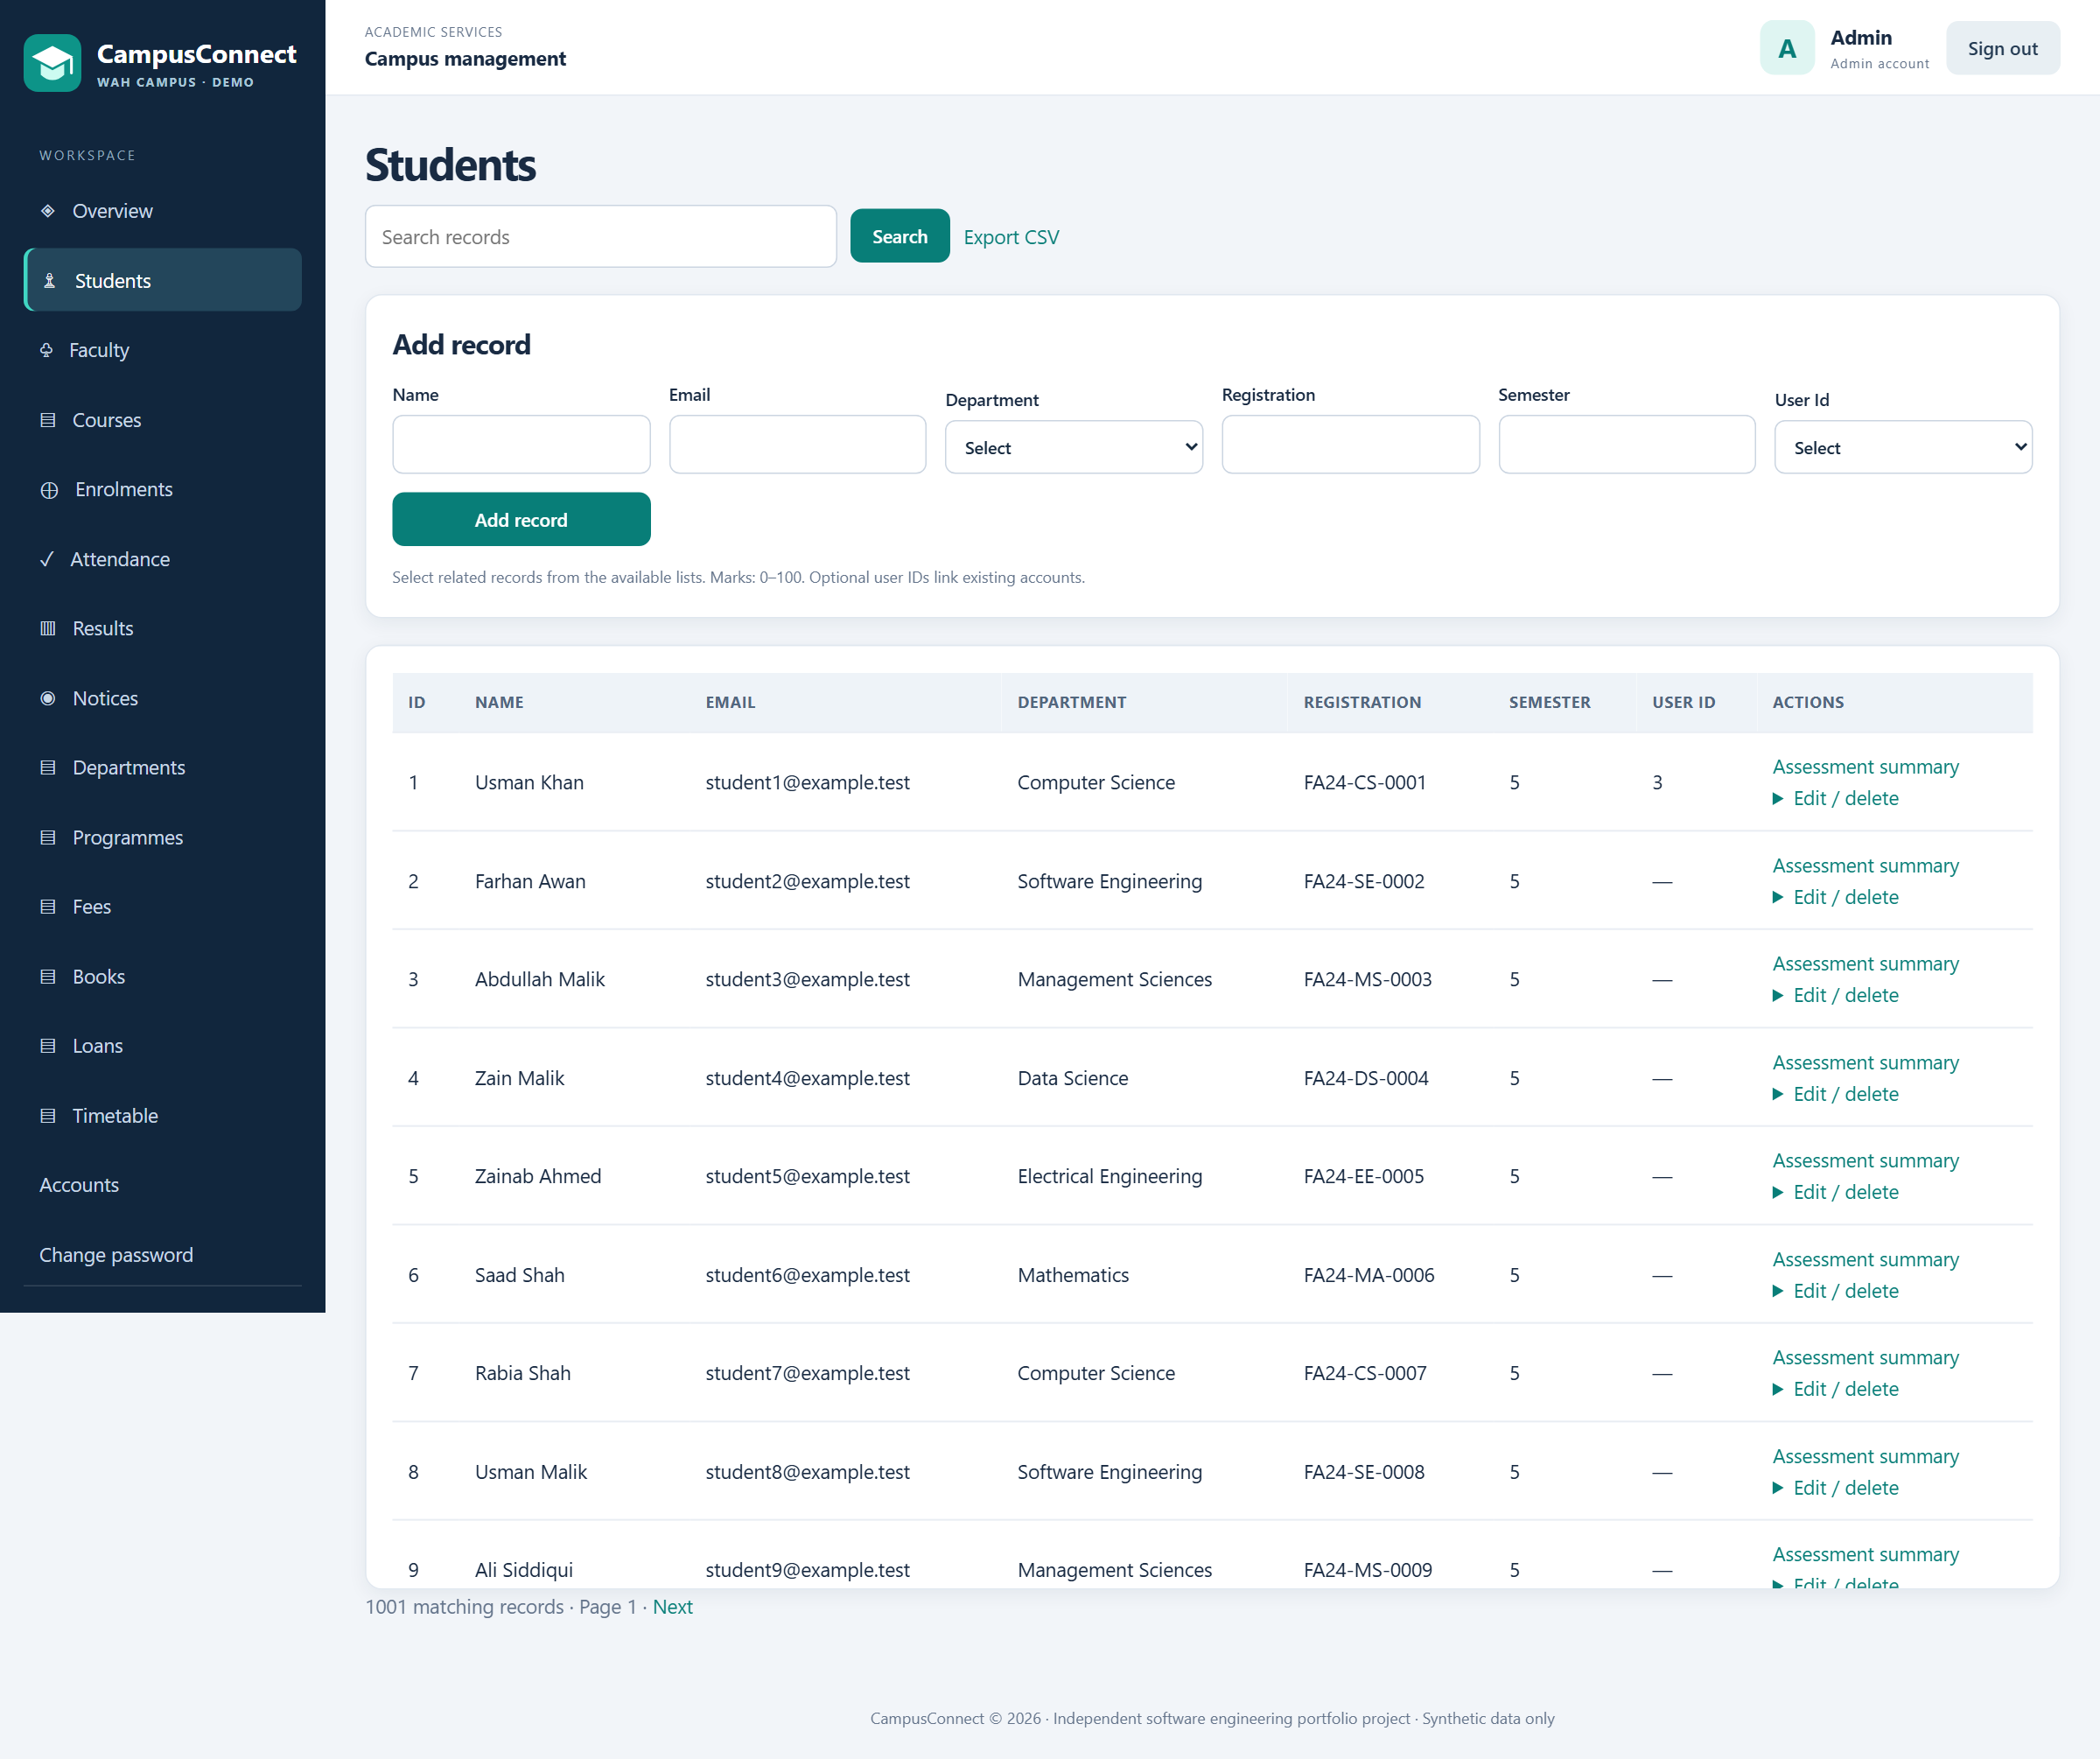 CampusConnect
WAH CAMPUS · DEMO
WORKSPACE
Overview
Students
Faculty
Courses
Enrolments
Attendance
Results
Notices
Departments
Programmes
Fees
Books
Loans
Timetable
Accounts
Change password
ACADEMIC SERVICES
Campus management
A
Admin
Admin account
Sign out
Students
Search records Search Export CSV
Add record
Name Email Department Registration Semester User Id
Select Select
Add record
Select related records from the available lists. Marks: 0–100. Optional user IDs link existing accounts.
ID NAME EMAIL DEPARTMENT REGISTRATION SEMESTER USER ID ACTIONS
1 Usman Khan student1@example.test Computer Science FA24-CS-0001 5 3 Assessment summary
Edit / delete
2 Farhan Awan student2@example.test Software Engineering FA24-SE-0002 5 — Assessment summary
Edit / delete
3 Abdullah Malik student3@example.test Management Sciences FA24-MS-0003 5 — Assessment summary
Edit / delete
4 Zain Malik student4@example.test Data Science FA24-DS-0004 5 — Assessment summary
Edit / delete
5 Zainab Ahmed student5@example.test Electrical Engineering FA24-EE-0005 5 — Assessment summary
Edit / delete
6 Saad Shah student6@example.test Mathematics FA24-MA-0006 5 — Assessment summary
Edit / delete
7 Rabia Shah student7@example.test Computer Science FA24-CS-0007 5 — Assessment summary
Edit / delete
8 Usman Malik student8@example.test Software Engineering FA24-SE-0008 5 — Assessment summary
Edit / delete
9 Ali Siddiqui student9@example.test Management Sciences FA24-MS-0009 5 — Assessment summary
Edit / delete
1001 matching records · Page 1 · Next
CampusConnect © 2026 · Independent software engineering portfolio project · Synthetic data only